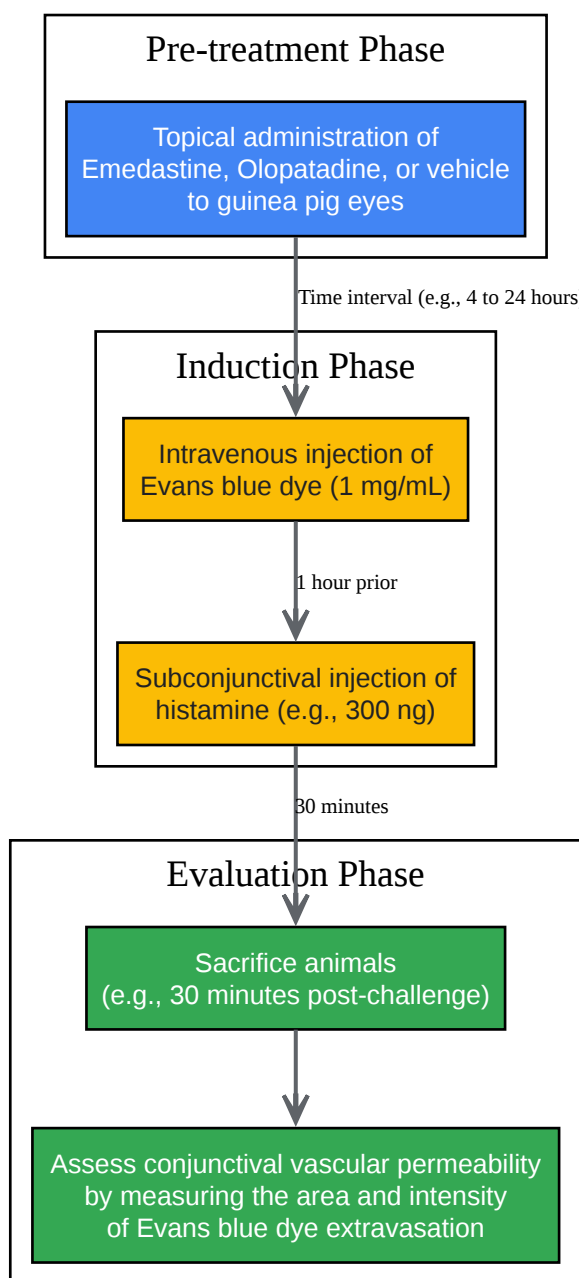 Pre-treatment Phase
Topical administration of
Emedastine, Olopatadine, or vehicle
to guinea pig eyes
Time interval (e.g., 4 to 24 hours
Induction Phase
Intravenous injection of
Evans blue dye (1 mg/mL)
1 hour prior
Subconjunctival injection of
histamine (e.g., 300 ng)
30 minutes
Evaluation Phase
Sacrifice animals
(e.g., 30 minutes post-challenge)
Assess conjunctival vascular permeability
by measuring the area and intensity
of Evans blue dye extravasation